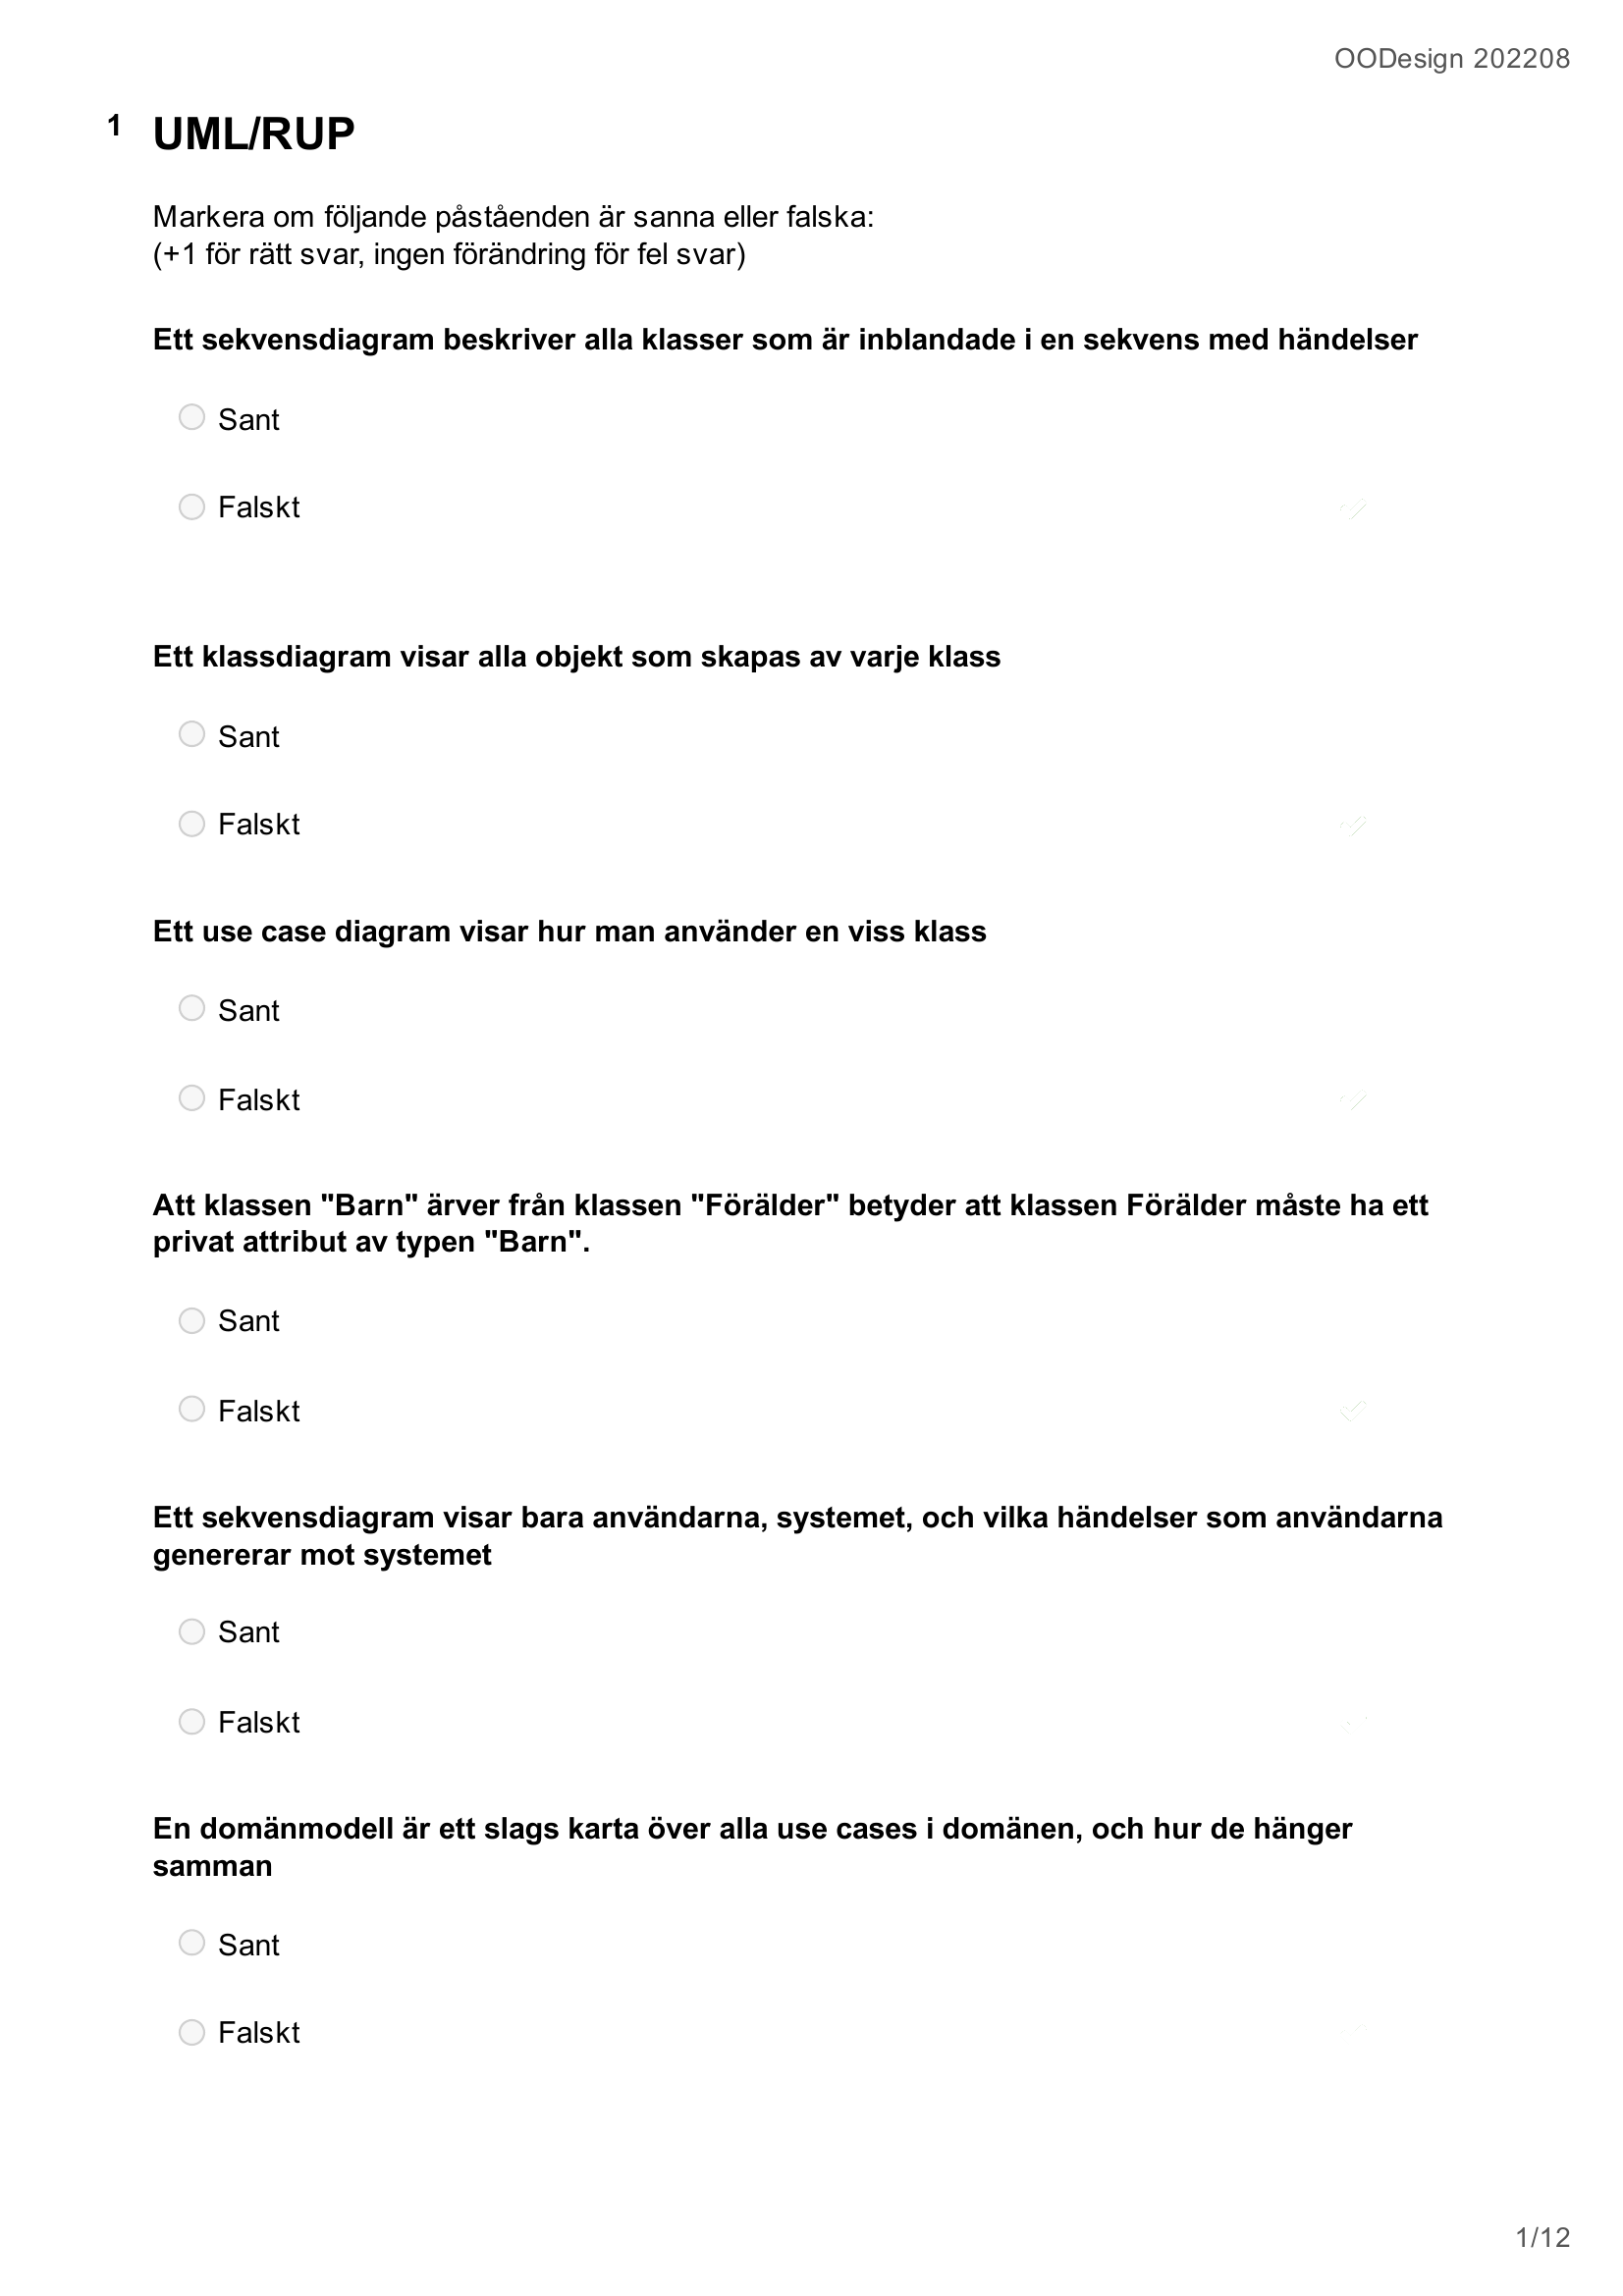 OODesign 202208
1 UML/RUP
Markera om följande påståenden är sanna eller falska:
(+1 för rätt svar, ingen förändring för fel svar)
Ett sekvensdiagram beskriver alla klasser som är inblandade i en sekvens med händelser
Sant
Falskt
Ett klassdiagram visar alla objekt som skapas av varje klass
Sant
Falskt
Ett use case diagram visar hur man använder en viss klass
Sant
Falskt
Att klassen "Barn" ärver från klassen "Förälder" betyder att klassen Förälder måste ha ett
privat attribut av typen "Barn".
Sant
Falskt
Ett sekvensdiagram visar bara användarna, systemet, och vilka händelser som användarna
genererar mot systemet
Sant
Falskt
En domänmodell är ett slags karta över alla use cases i domänen, och hur de hänger
samman
Sant
Falskt
1/12